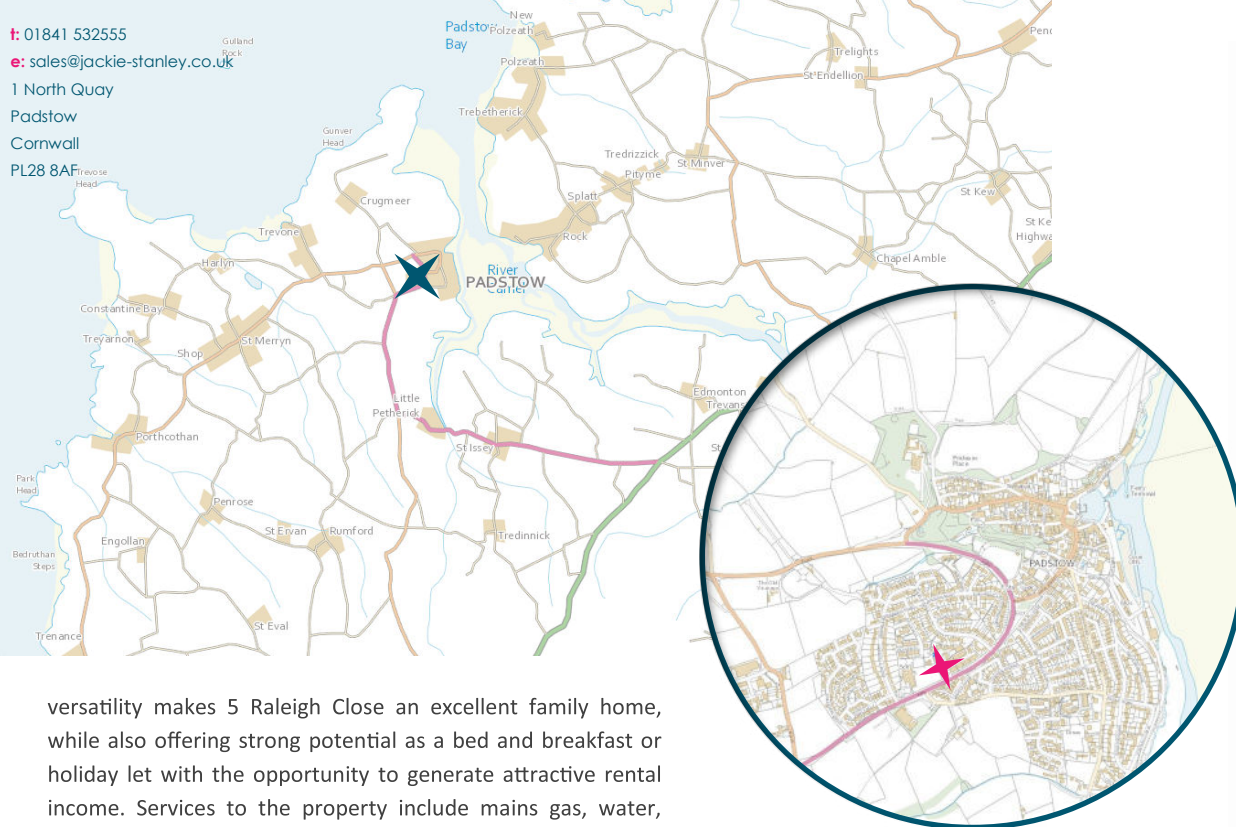 t: 01841 532555
e: sales@jackie-stanley.co.uk
1 North Quay
Padstow
Cornwall
PL28 8AF
Gulland
Rock
Padstow
Bay
New
Polzeath
Polzeath
Trelights
St Endellion
Trebetherick
Gunver
Head
Tredrizzick
St Minver
Pityme
Trevose
Head
Crugmeer
Splatt
St Kew
Rock
Trevone
Harlyn
Chapel Amble
River
Camel
PADSTOW
Constantine Bay
Treyarnon
Shop
St Merryn
Little
Petherick
Edmonton
Trevans
Porthcothan
St Issey
Park
Head
Penrose
St Ervan
Rumford
Tredinnick
Engollan
Bedruthan
Steps
St Eval
Trenance
Prideaux
Place
PADSTOW
versatility makes 5 Raleigh Close an excellent family home,
while also offering strong potential as a bed and breakfast or
holiday let with the opportunity to generate attractive rental
income. Services to the property include mains gas, water,